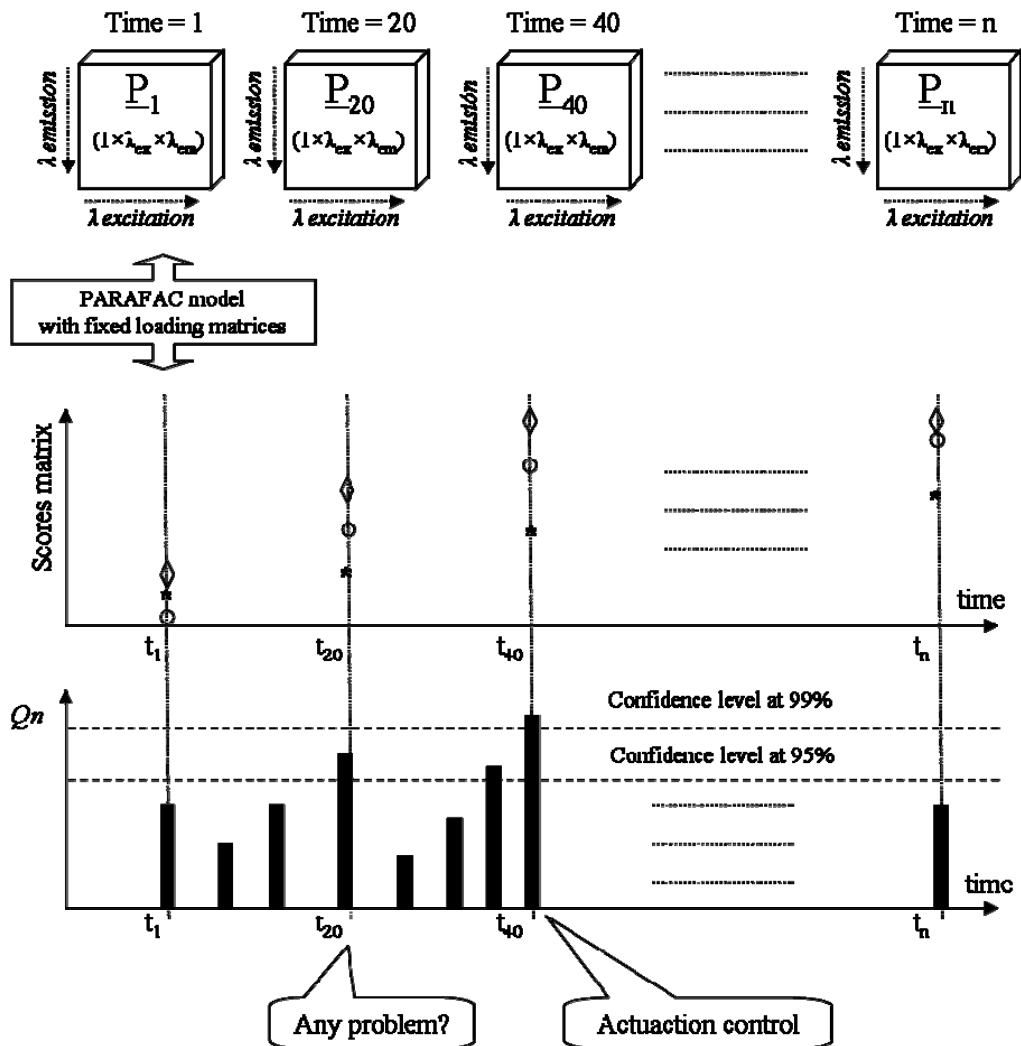 Time = 1 Time = 20 Time = 40 Time = n
P1 P20 P40 Pn
(1×λex×λem) (1×λex×λem) (1×λex×λem) (1×λex×λem)
λ emission λ emission λ emisión λ emission
λ excitation λ excitation λ excitation λ excitation
PARAFAC model
with fixed loading matrices
Scores matrix
time
t1 t20 t40 tn
Qn
Confidence level at 99%
Confidence level at 95%
time
t1 t20 t40 tn
Any problem? Actuaction control